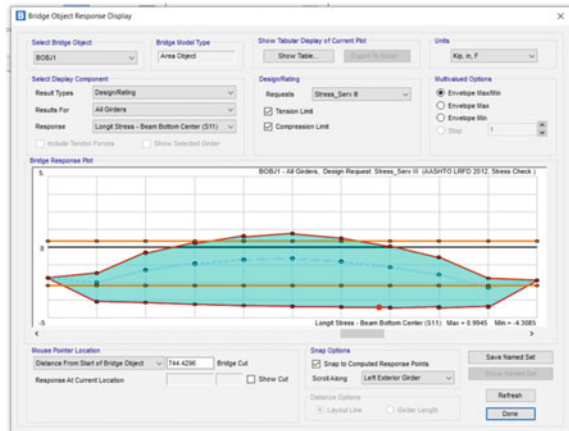 Bridge Object Response Display
Select Bridge Object
BOBJ1
Bridge Model Type
Area Object
Show Tabular Display of Current Plot
Show Table...
Export To Excel...
Units
Kip, in, F
Select Display Component
Result Types
Design/Rating
Results For
All Girders
Response
Longit Stress - Beam Bottom Center (S11)
Include Tendon Forces
Show Selected Girder
Design/Rating
Requests
Stress_Serv III
Tension Limit
Compression Limit
Multivalued Options
Envelope Max/Min
Envelope Max
Envelope Min
Step
1
Bridge Response Plot
BOBJ1 - All Girders, Design Request: Stress_Serv III (AASHTO LRFD 2012, Stress Check )
5.
0
-5
Longit Stress - Beam Bottom Center (S11) Max = 0.9945 Min = -4.3085
Mouse Pointer Location
Distance From Start of Bridge Object
744.4296
Bridge Cut
Response At Current Location
Show Cut
Snap Options
Snap to Computed Response Points
Scroll Along
Left Exterior Girder
Distance Options
Layout Line
Girder Length
Save Named Set
Show Named Set
Refresh
Done